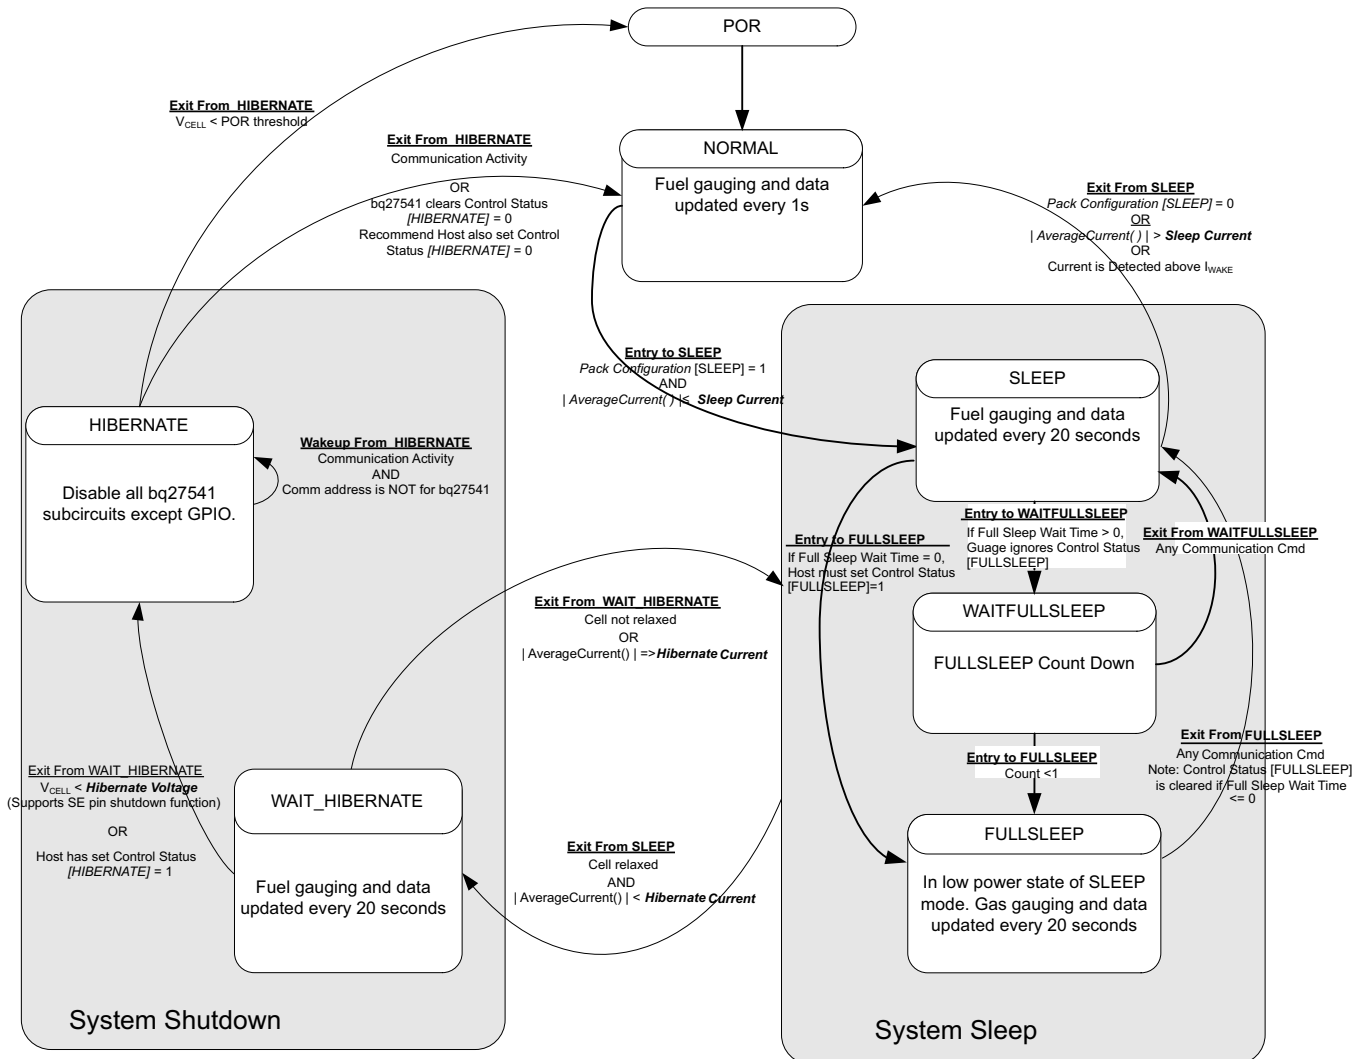 POR
Exit From HIBERNATE
VCELL < POR threshold
Exit From HIBERNATE
Communication Activity
OR
bq27541 clears Control Status
[HIBERNATE] = 0
Recommend Host also set Control
Status [HIBERNATE] = 0
NORMAL
Fuel gauging and data
updated every 1s
Exit From SLEEP
Pack Configuration [SLEEP] = 0
OR
| AverageCurrent( ) | > Sleep Current
OR
Current is Detected above IWAKE
Entry to SLEEP
Pack Configuration [SLEEP] = 1
AND
| AverageCurrent( ) |≤ Sleep Current
SLEEP
Fuel gauging and data
updated every 20 seconds
HIBERNATE
Disable all bq27541
subcircuits except GPIO.
Wakeup From HIBERNATE
Communication Activity
AND
Comm address is NOT for bq27541
Entry to FULLSLEEP
If Full Sleep Wait Time = 0,
Host must set Control Status
[FULLSLEEP]=1
Entry to WAITFULLSLEEP
If Full Sleep Wait Time > 0,
Guage ignores Control Status
[FULLSLEEP]
Exit From WAITFULLSLEEP
Any Communication Cmd
WAITFULLSLEEP
FULLSLEEP Count Down
Exit From WAIT_HIBERNATE
Cell not relaxed
OR
| AverageCurrent() | => Hibernate Current
Entry to FULLSLEEP
Count <1
Exit From FULLSLEEP
Any Communication Cmd
Note: Control Status [FULLSLEEP]
is cleared if Full Sleep Wait Time
<= 0
Exit From WAIT_HIBERNATE
VCELL < Hibernate Voltage
(Supports SE pin shutdown function)
OR
Host has set Control Status
[HIBERNATE] = 1
WAIT_HIBERNATE
Fuel gauging and data
updated every 20 seconds
Exit From SLEEP
Cell relaxed
AND
| AverageCurrent() | < Hibernate Current
FULLSLEEP
In low power state of SLEEP
mode. Gas gauging and data
updated every 20 seconds
System Shutdown
System Sleep